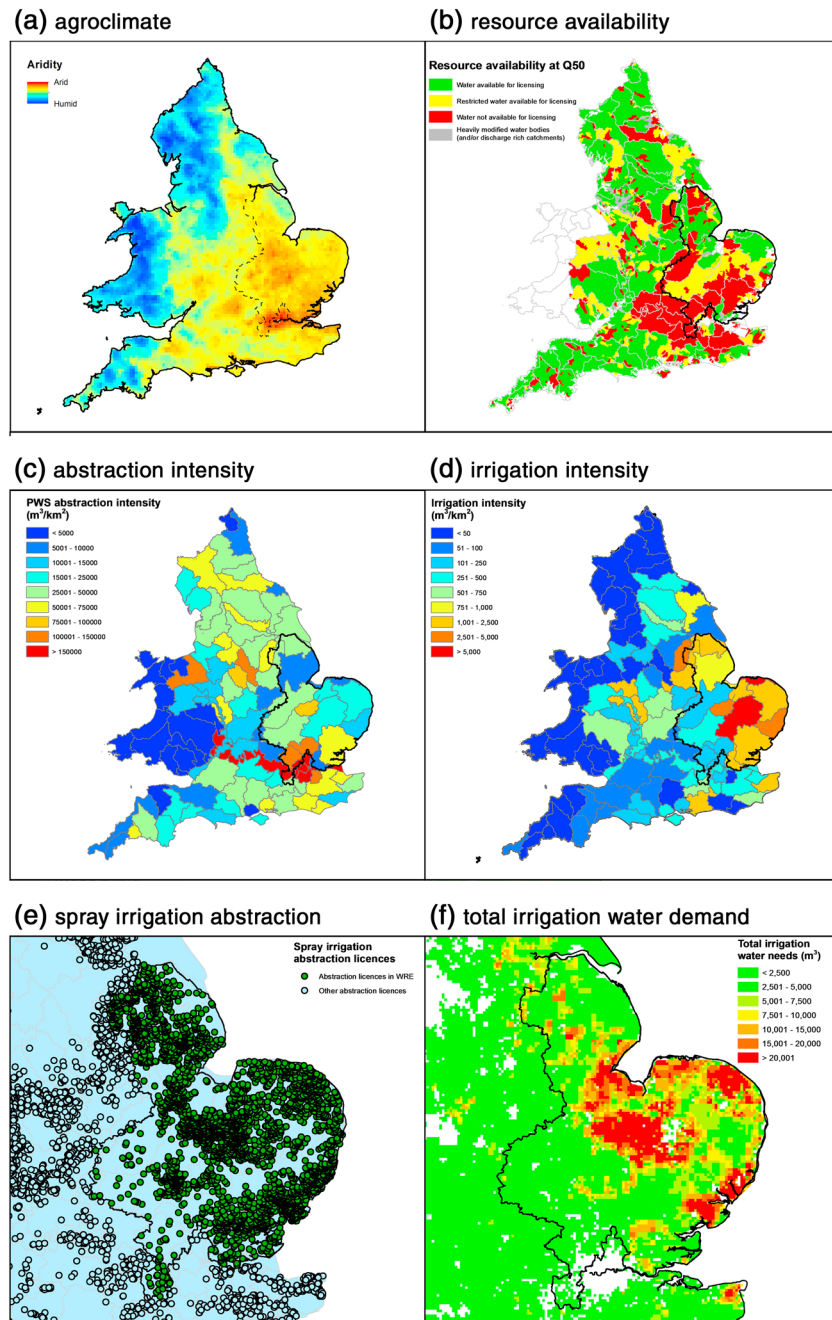 (a) agroclimate
Aridity
Arid
Humid
(b) resource availability
Resource availability at Q50
Water available for licensing
Restricted water available for licensing
Water not available for licensing
Heavily modified water bodies
(and/or discharge rich catchments)
(c) abstraction intensity
PWS abstraction intensity
(m³/km²)
< 5000
5001 - 10000
10001 - 15000
15001 - 25000
25001 - 50000
50001 - 75000
75001 - 100000
100001 - 150000
> 150000
(d) irrigation intensity
Irrigation intensity
(m³/km²)
< 50
51 - 100
101 - 250
251 - 500
501 - 750
751 - 1,000
1,001 - 2,500
2,501 - 5,000
> 5,000
(e) spray irrigation abstraction
Spray irrigation
abstraction licences
Abstraction licences in WRE
Other abstraction licences
(f) total irrigation water demand
Total irrigation
water needs (m³)
< 2,500
2,501 - 5,000
5,001 - 7,500
7,501 - 10,000
10,001 - 15,000
15,001 - 20,000
> 20,001